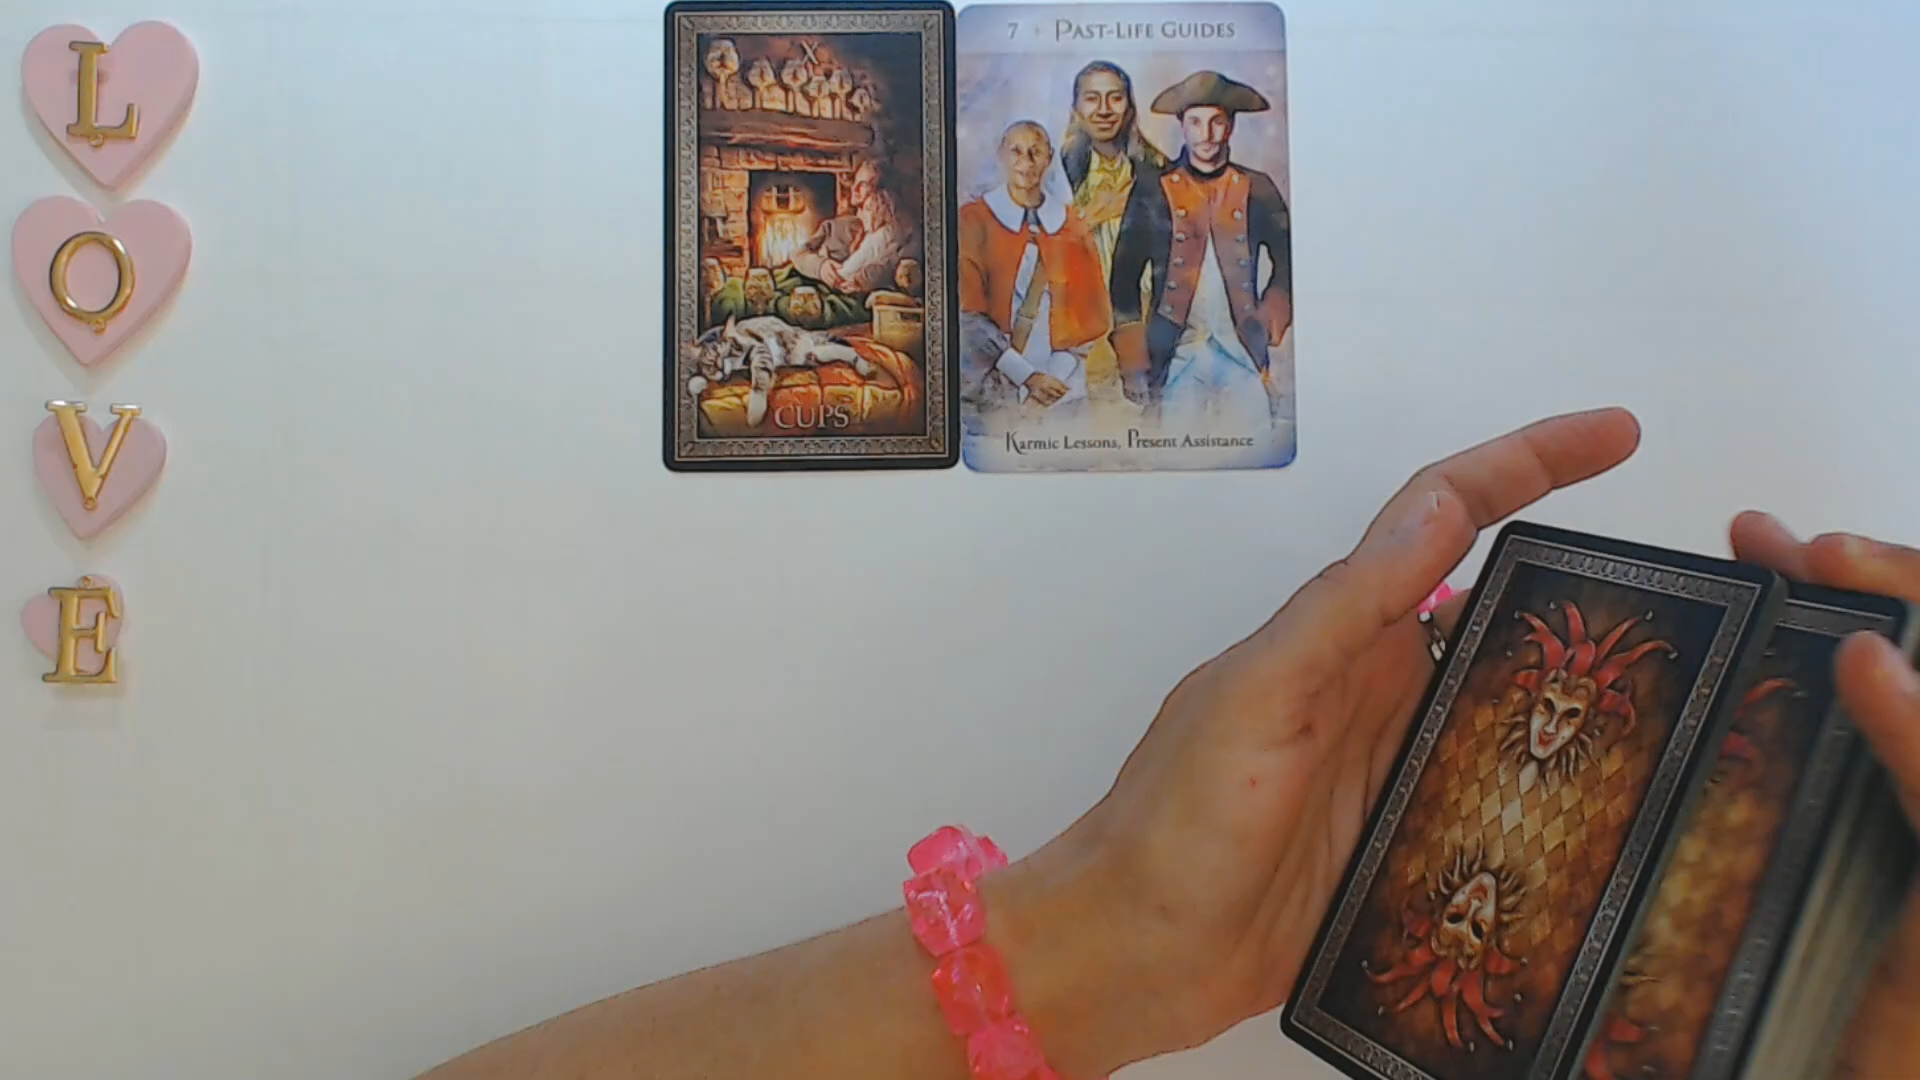 L
O
V
E
X
CUPS
7 Past-Life Guides
Karmic Lessons, Present Assistance